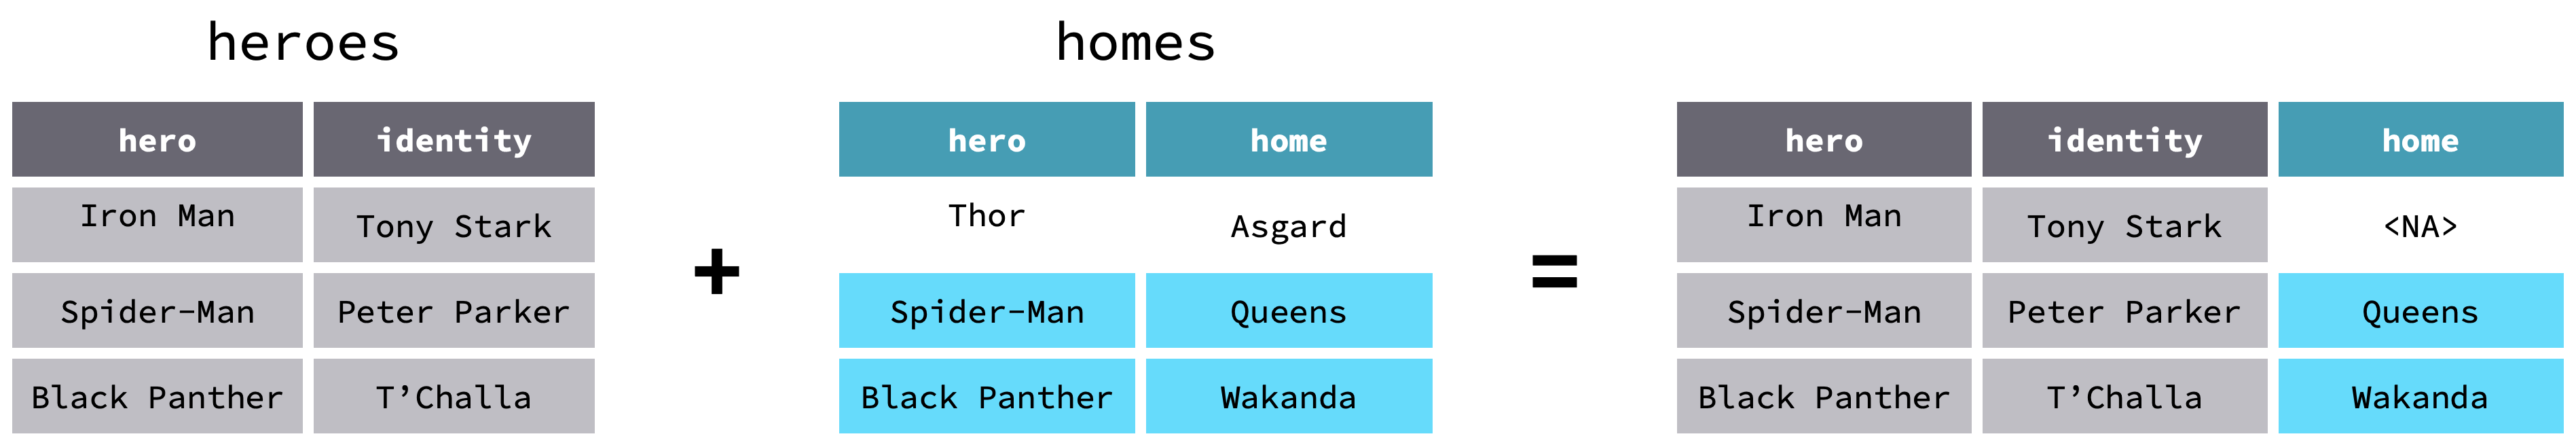 heroes
homes
hero identity
Iron Man Tony Stark
Spider-Man Peter Parker
Black Panther T’Challa
+
hero home
Thor Asgard
Spider-Man Queens
Black Panther Wakanda
=
hero identity home
Iron Man Tony Stark <NA>
Spider-Man Peter Parker Queens
Black Panther T’Challa Wakanda